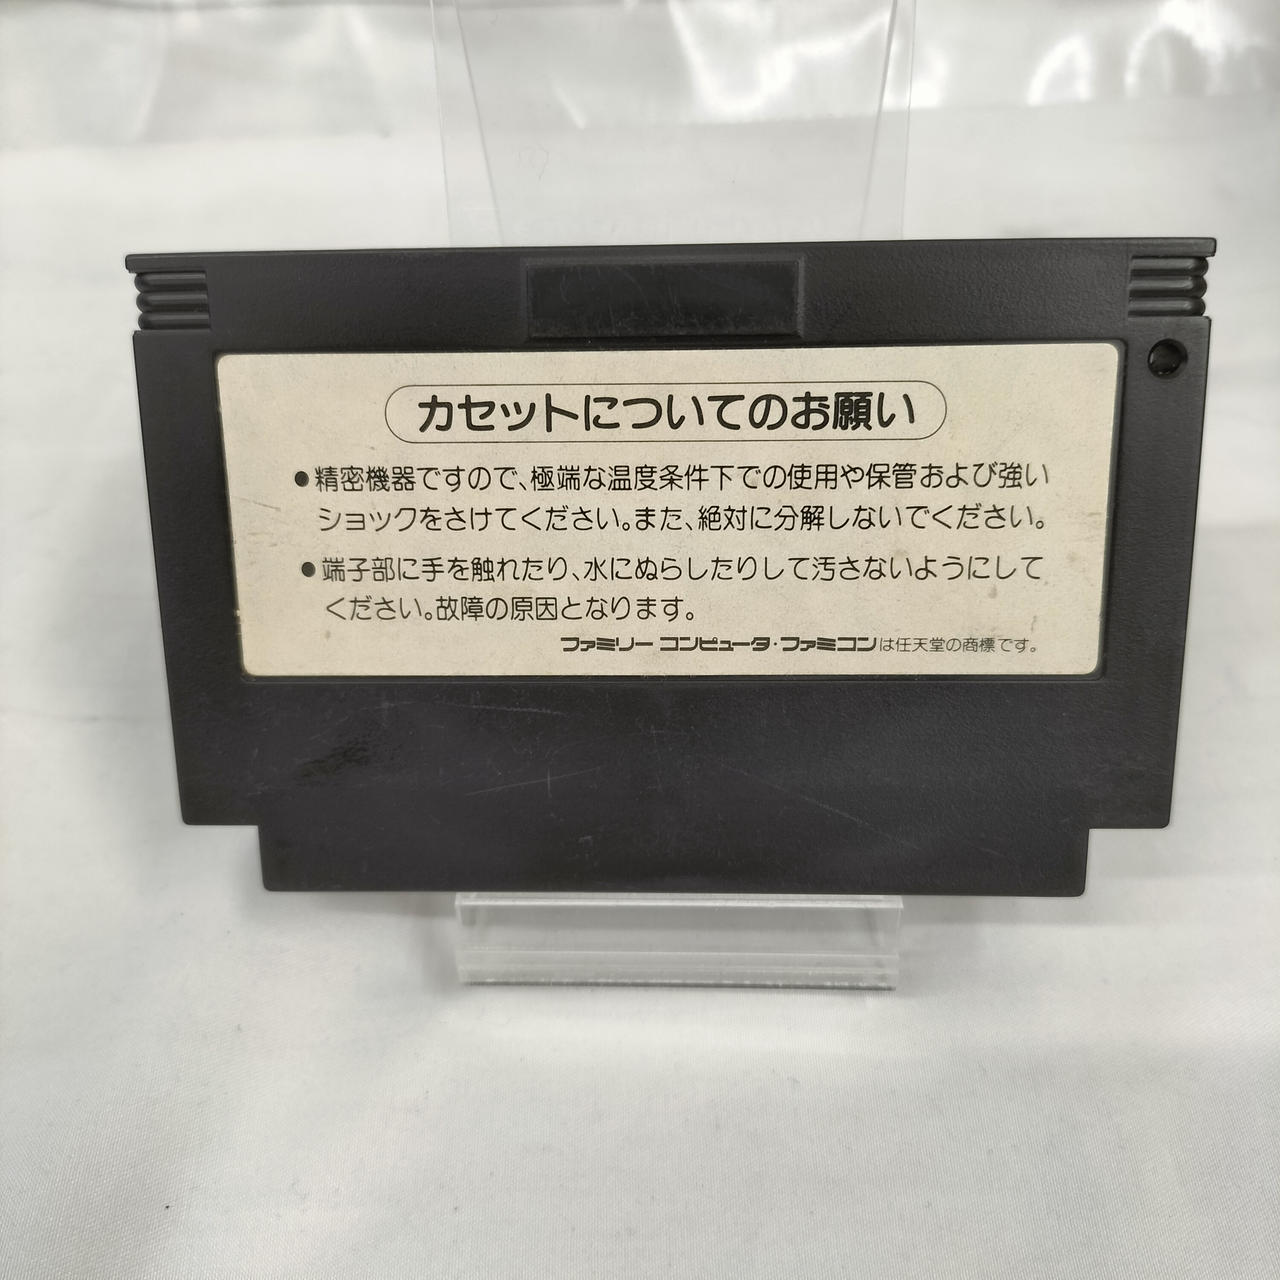 カセットについてのお願い
●精密機器ですので、極端な温度条件下での使用や保管および強い
ショックをさけてください。また、絶対に分解しないでください。
●端子部に手を触れたり、水にぬらしたりして汚さないようにして
ください。故障の原因となります。
ファミリー コンピュータ・ファミコンは任天堂の商標です。